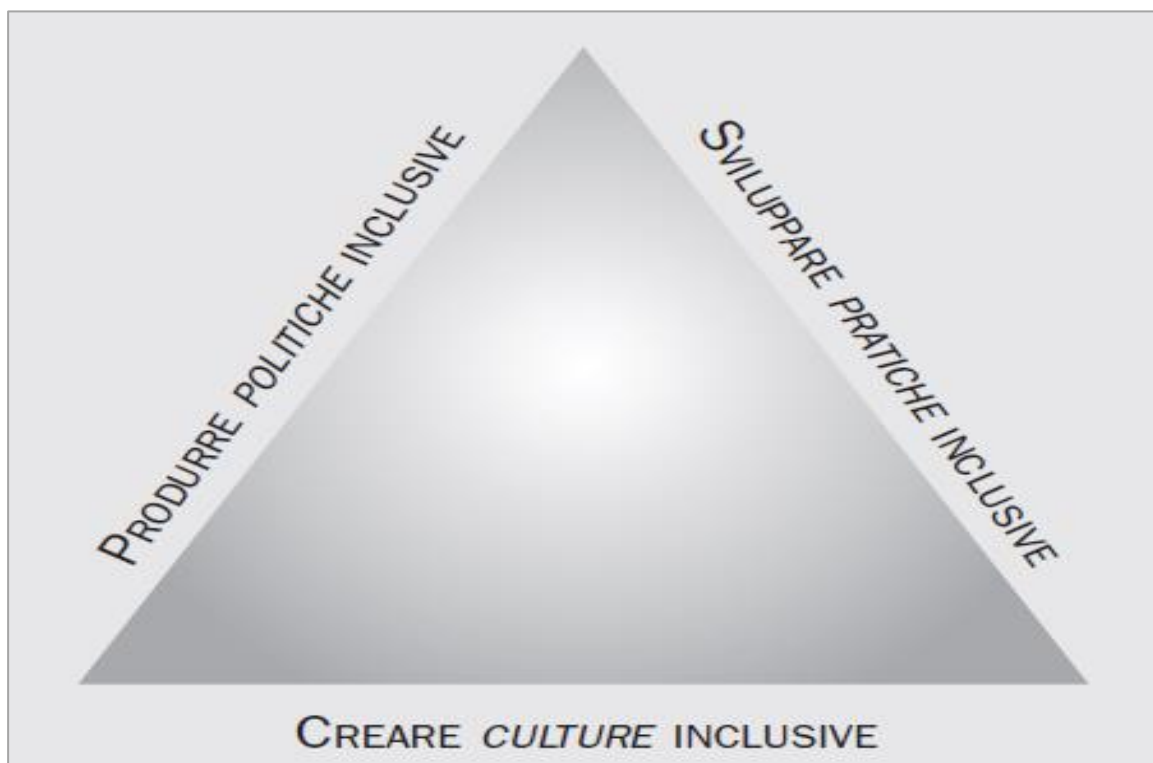 PRODURRE POLITICHE INCLUSIVE
SVILUPPARE PRATICHE INCLUSIVE
CREARE CULTURE INCLUSIVE